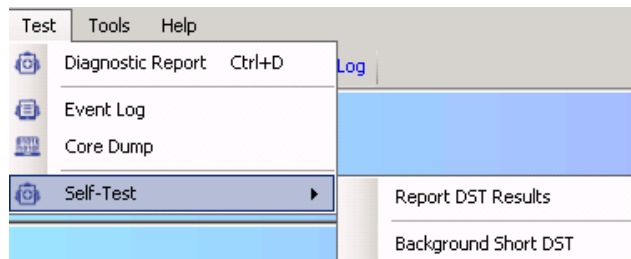 Test Tools Help
Diagnostic Report Ctrl+D
Log
Event Log
Core Dump
Self-Test
Report DST Results
Background Short DST